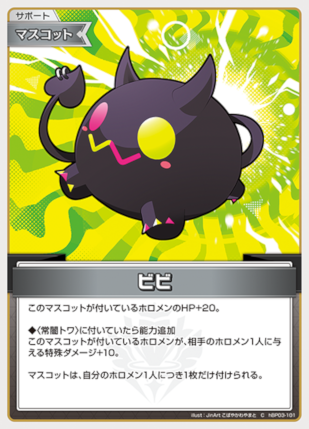 サポート
マスコット
ビビ
このマスコットが付いているホロメンのHP+20。
◆〈常闇トワ〉に付いていたら能力追加
このマスコットが付いているホロメンが、相手のホロメン1人に与
える特殊ダメージ+10。
マスコットは、自分のホロメン1人につき1枚だけ付けられる。
illust : JinArt こばやかわやまと C hBP03-101